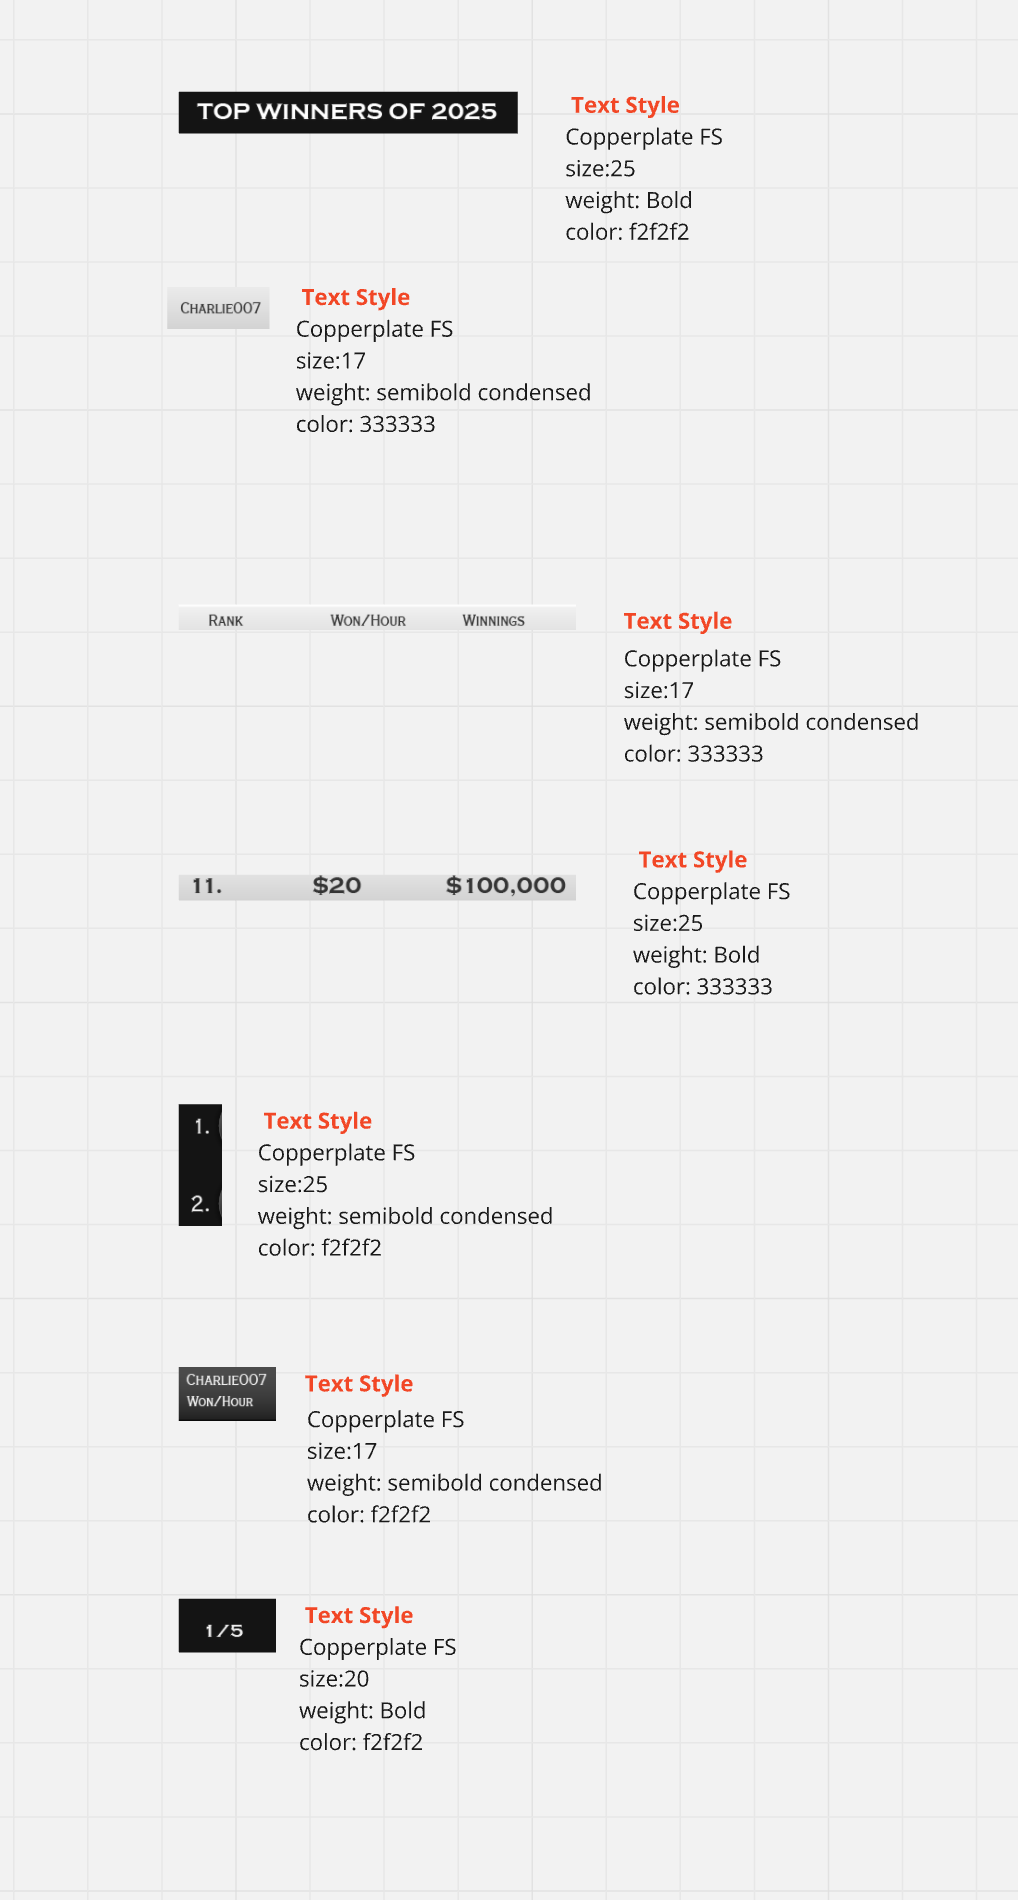 TOP WINNERS OF 2025
Text Style
Copperplate FS
size:25
weight: Bold
color: f2f2f2
Charlie007
Text Style
Copperplate FS
size:17
weight: semibold condensed
color: 333333
Rank Won/Hour Winnings
Text Style
Copperplate FS
size:17
weight: semibold condensed
color: 333333
11. $20 $100,000
Text Style
Copperplate FS
size:25
weight: Bold
color: 333333
1.
2.
Text Style
Copperplate FS
size:25
weight: semibold condensed
color: f2f2f2
Charlie007
Won/Hour
Text Style
Copperplate FS
size:17
weight: semibold condensed
color: f2f2f2
1/5
Text Style
Copperplate FS
size:20
weight: Bold
color: f2f2f2